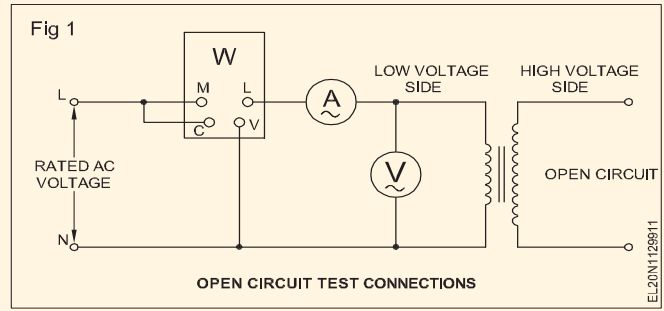 Fig 1
W
M
L
C
V
L
N
A
V
LOW VOLTAGE
SIDE
HIGH VOLTAGE
SIDE
RATED AC
VOLTAGE
OPEN CIRCUIT
OPEN CIRCUIT TEST CONNECTIONS
EL20N1129911